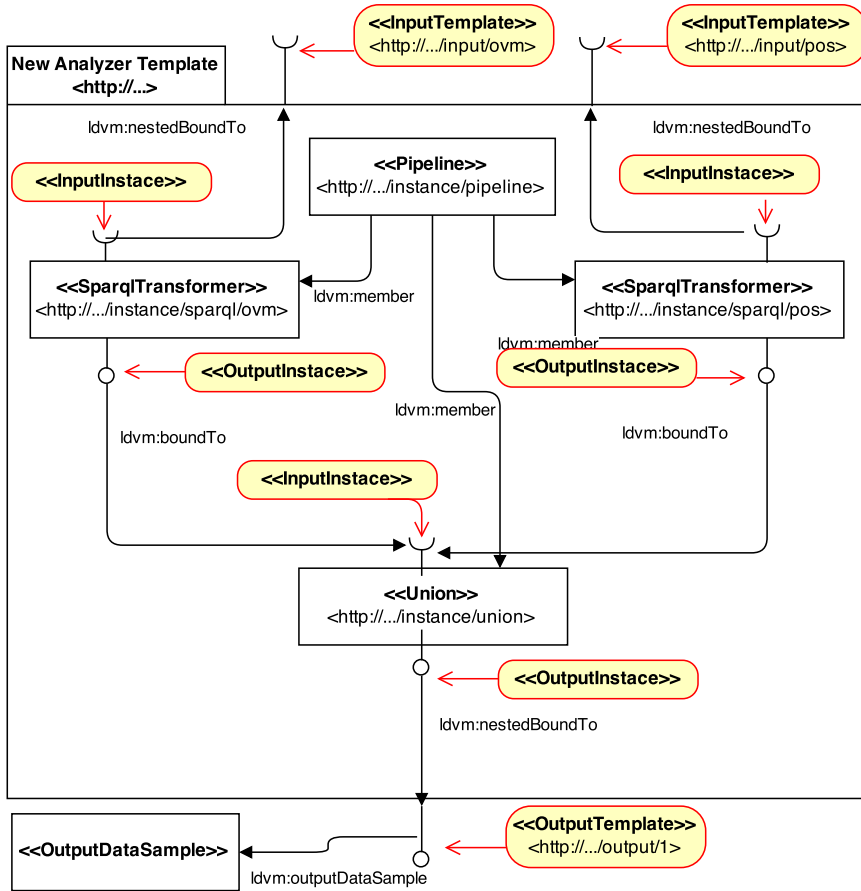 <<InputTemplate>>
<http://.../input/ovm>
<<InputTemplate>>
<http://.../input/pos>
New Analyzer Template
<http://...>
ldvm:nestedBoundTo
ldvm:nestedBoundTo
<<Pipeline>>
<http://.../instance/pipeline>
<<InputInstace>>
<<InputInstace>>
<<SparqlTransformer>>
<http://.../instance/sparql/ovm>
ldvm:member
<<SparqlTransformer>>
<http://.../instance/sparql/pos>
ldvm:member
<<OutputInstace>>
<<OutputInstace>>
ldvm:member
ldvm:boundTo
ldvm:boundTo
<<InputInstace>>
<<Union>>
<http://.../instance/union>
<<OutputInstace>>
ldvm:nestedBoundTo
<<OutputDataSample>>
<<OutputTemplate>>
<http://.../output/1>
ldvm:outputDataSample